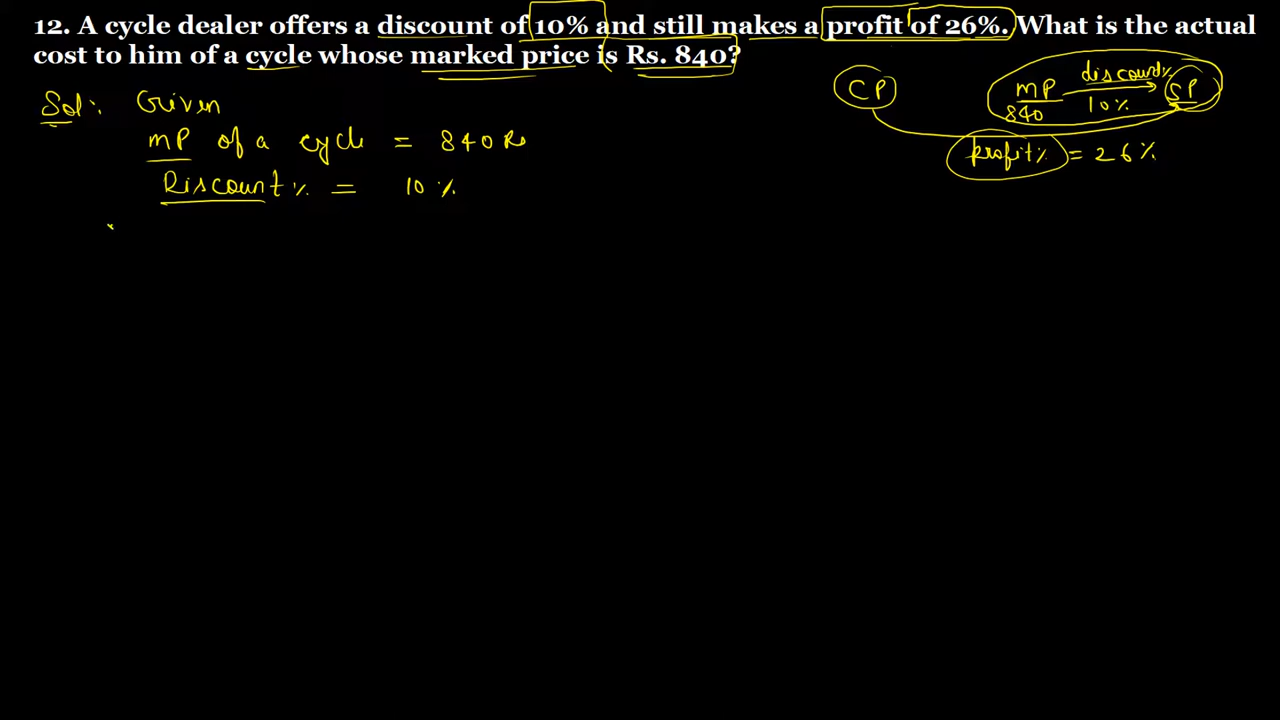 12. A cycle dealer offers a discount of 10% and still makes a profit of 26%. What is the actual
cost to him of a cycle whose marked price is Rs. 840?
CP MP discount% SP
840 10%
profit% = 26%
Sol: Given
MP of a cycle = 840 Rs
Discount% = 10%